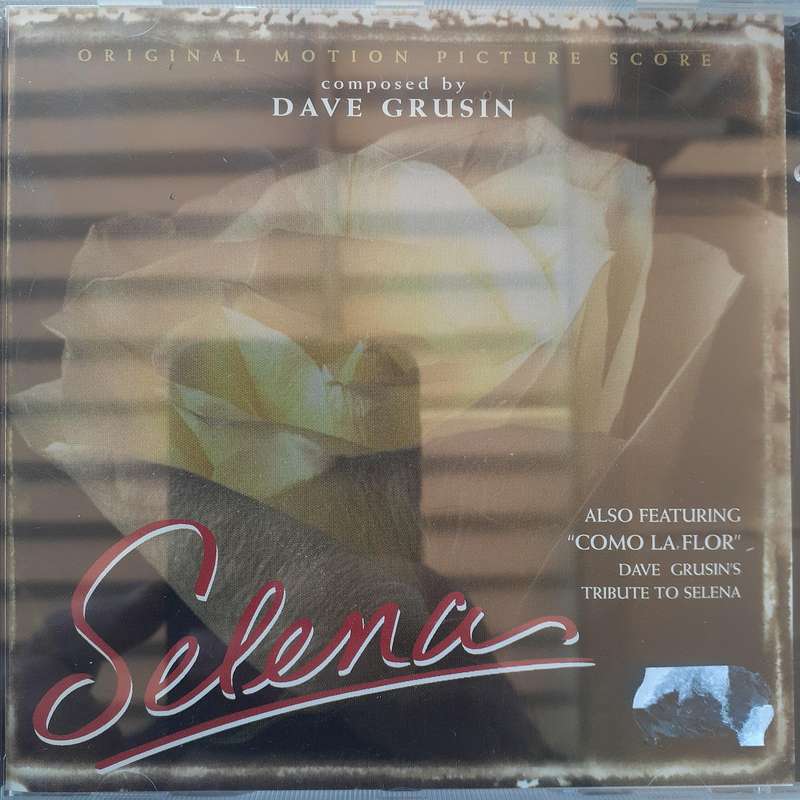 ORIGINAL MOTION PICTURE SCORE
composed by
DAVE GRUSIN
ALSO FEATURING
“COMO LA FLOR”
DAVE GRUSIN'S
TRIBUTE TO SELENA
Selena